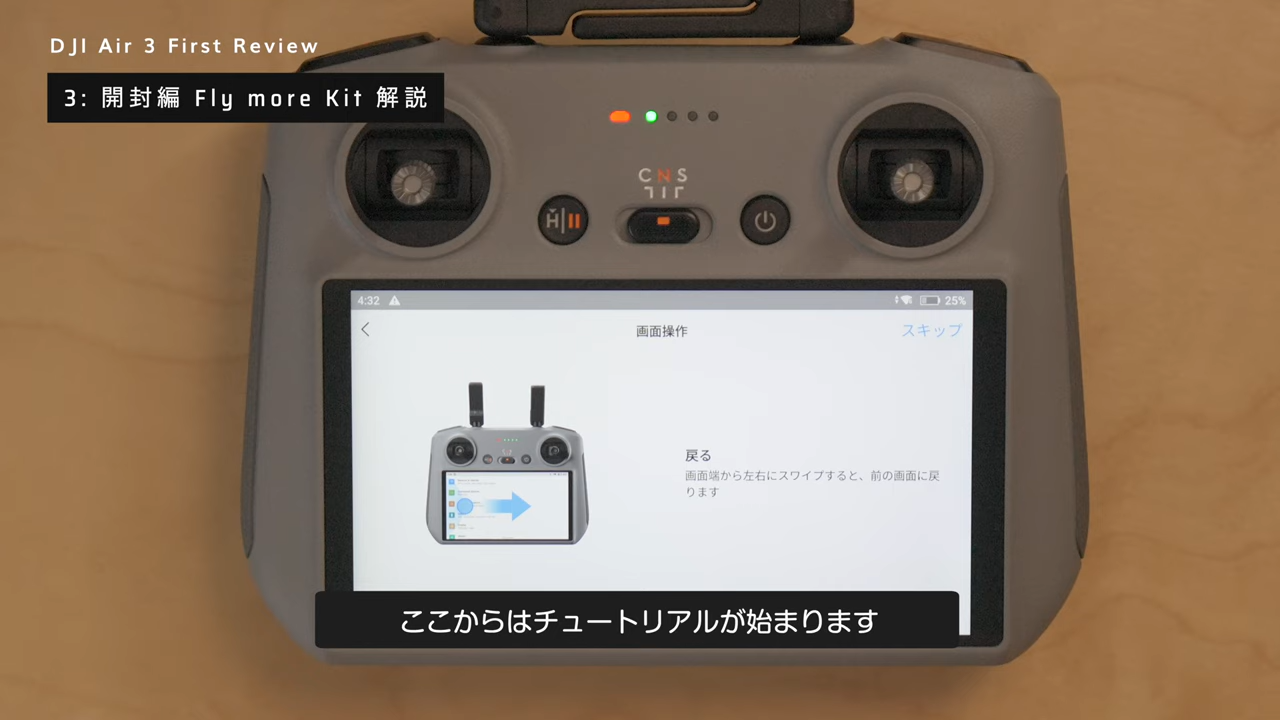 DJI Air 3 First Review
3: 開封編 Fly more Kit 解説
C N S
H
4:32
25%
画面操作
スキップ
戻る
画面端から左右にスワイプすると、前の画面に戻
ります
ここからはチュートリアルが始まります